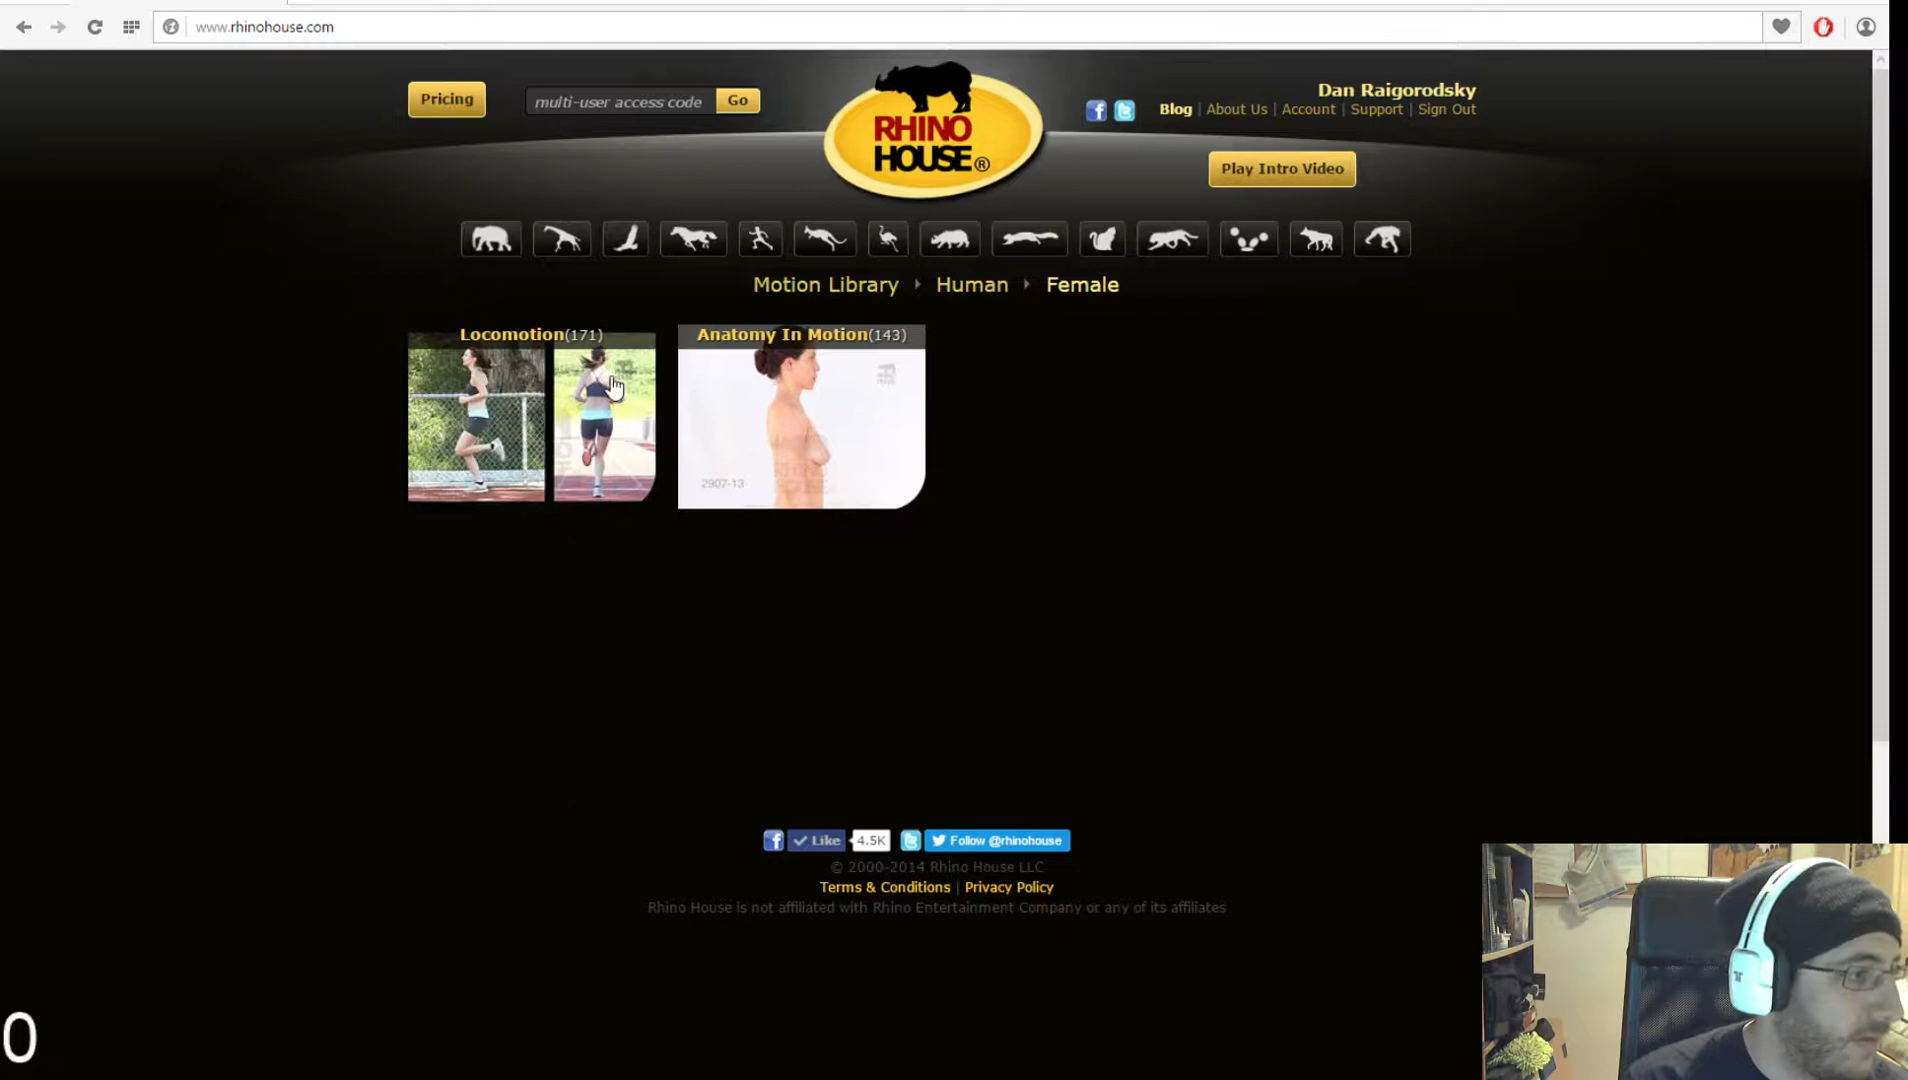 www.rhinohouse.com
Pricing
multi-user access code
Go
RHINO
HOUSE®
Dan Raigorodsky
Blog | About Us | Account | Support | Sign Out
Play Intro Video
Motion Library Human Female
Locomotion(171)
Anatomy In Motion(143)
2907-13
Like 4.5K Follow @rhinohouse
© 2000-2014 Rhino House LLC
Terms & Conditions | Privacy Policy
Rhino House is not affiliated with Rhino Entertainment Company or any of its affiliates
0